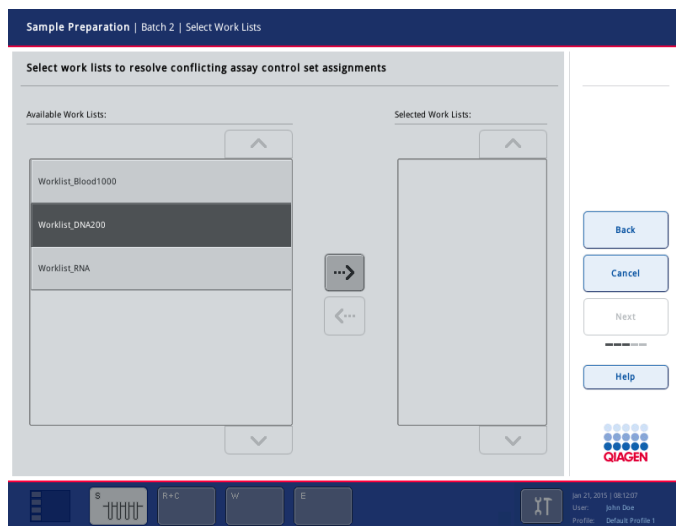 Sample Preparation | Batch 2 | Select Work Lists
Select work lists to resolve conflicting assay control set assignments
Available Work Lists:
Selected Work Lists:
Worklist_Blood1000
Worklist_DNA200
Worklist_RNA
Back
Cancel
Next
Help
QIAGEN
S
R+C
W
E
Jan 21, 2015 | 08:12:07
User: John Doe
Profile: Default Profile 1